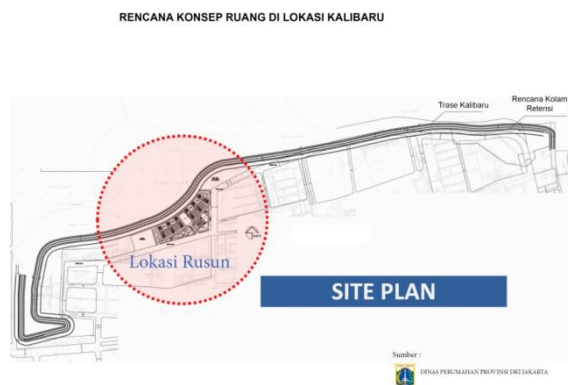 RENCANA KONSEP RUANG DI LOKASI KALIBARU
Trase Kalibaru
Rencana Kolam
Retensi
Lokasi Rusun
SITE PLAN
Sumber :
DINAS PERUMAHAN PROVINSI DKI JAKARTA